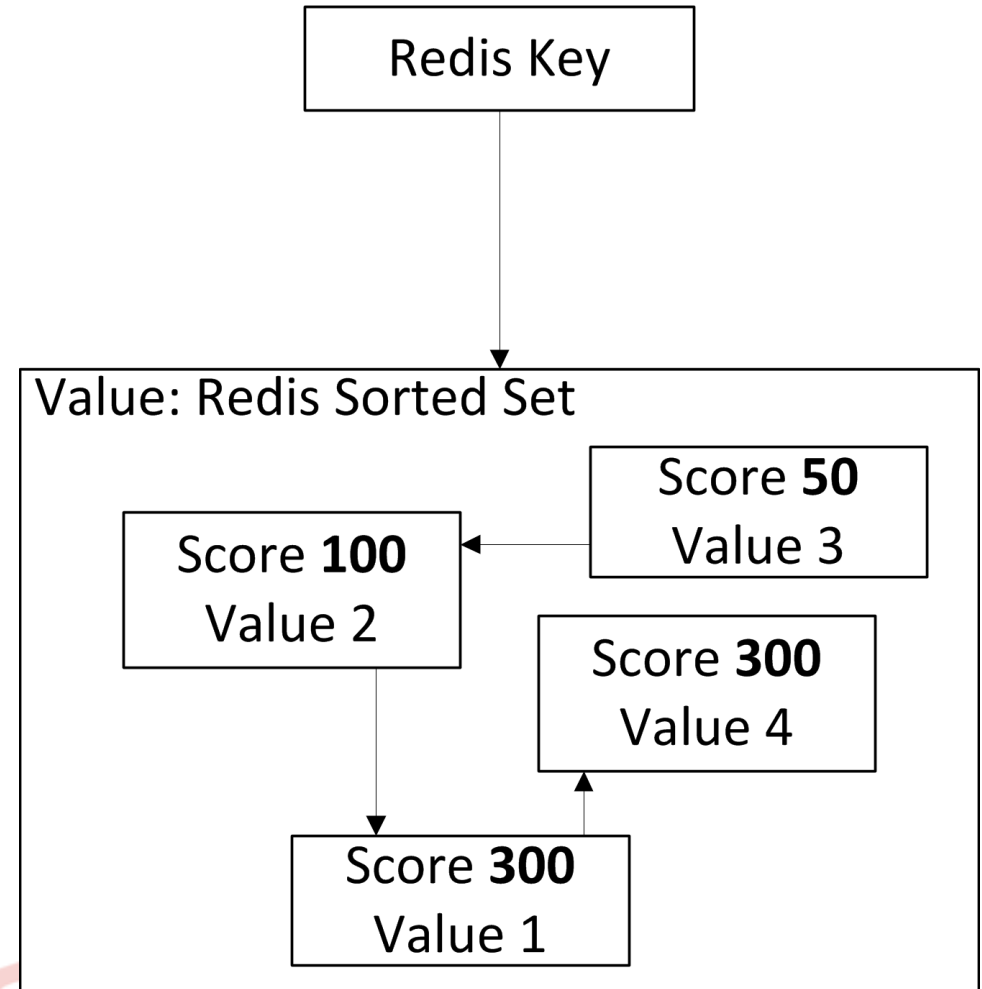 Redis Key
Value: Redis Sorted Set
Score 50
Value 3
Score 100
Value 2
Score 300
Value 4
Score 300
Value 1